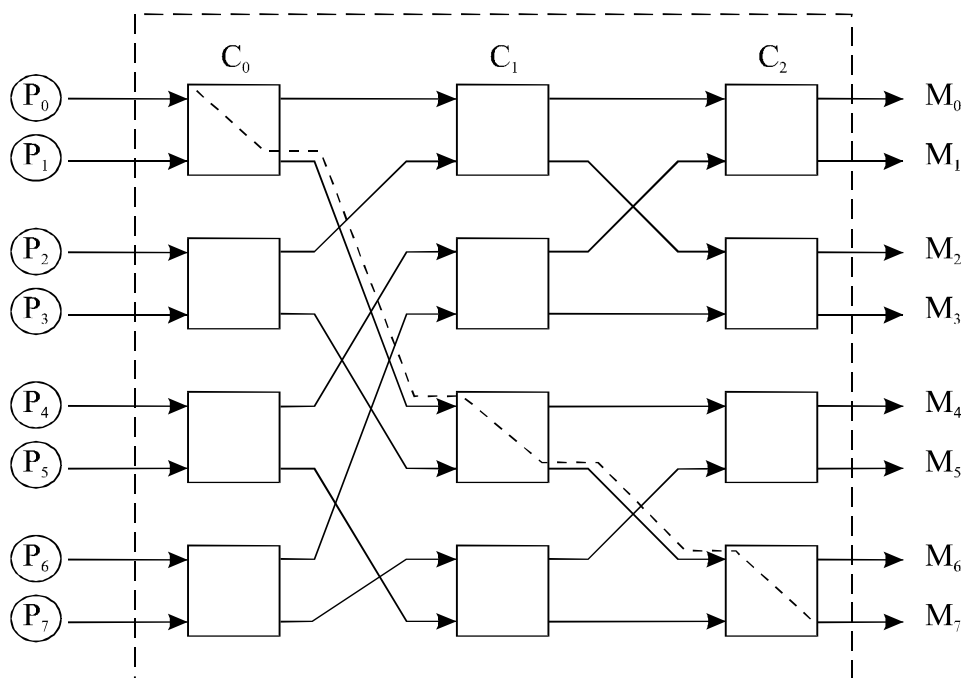 C₀ C₁ C₂
P₀ M₀
P₁ M₁
P₂ M₂
P₃ M₃
P₄ M₄
P₅ M₅
P₆ M₆
P₇ M₇